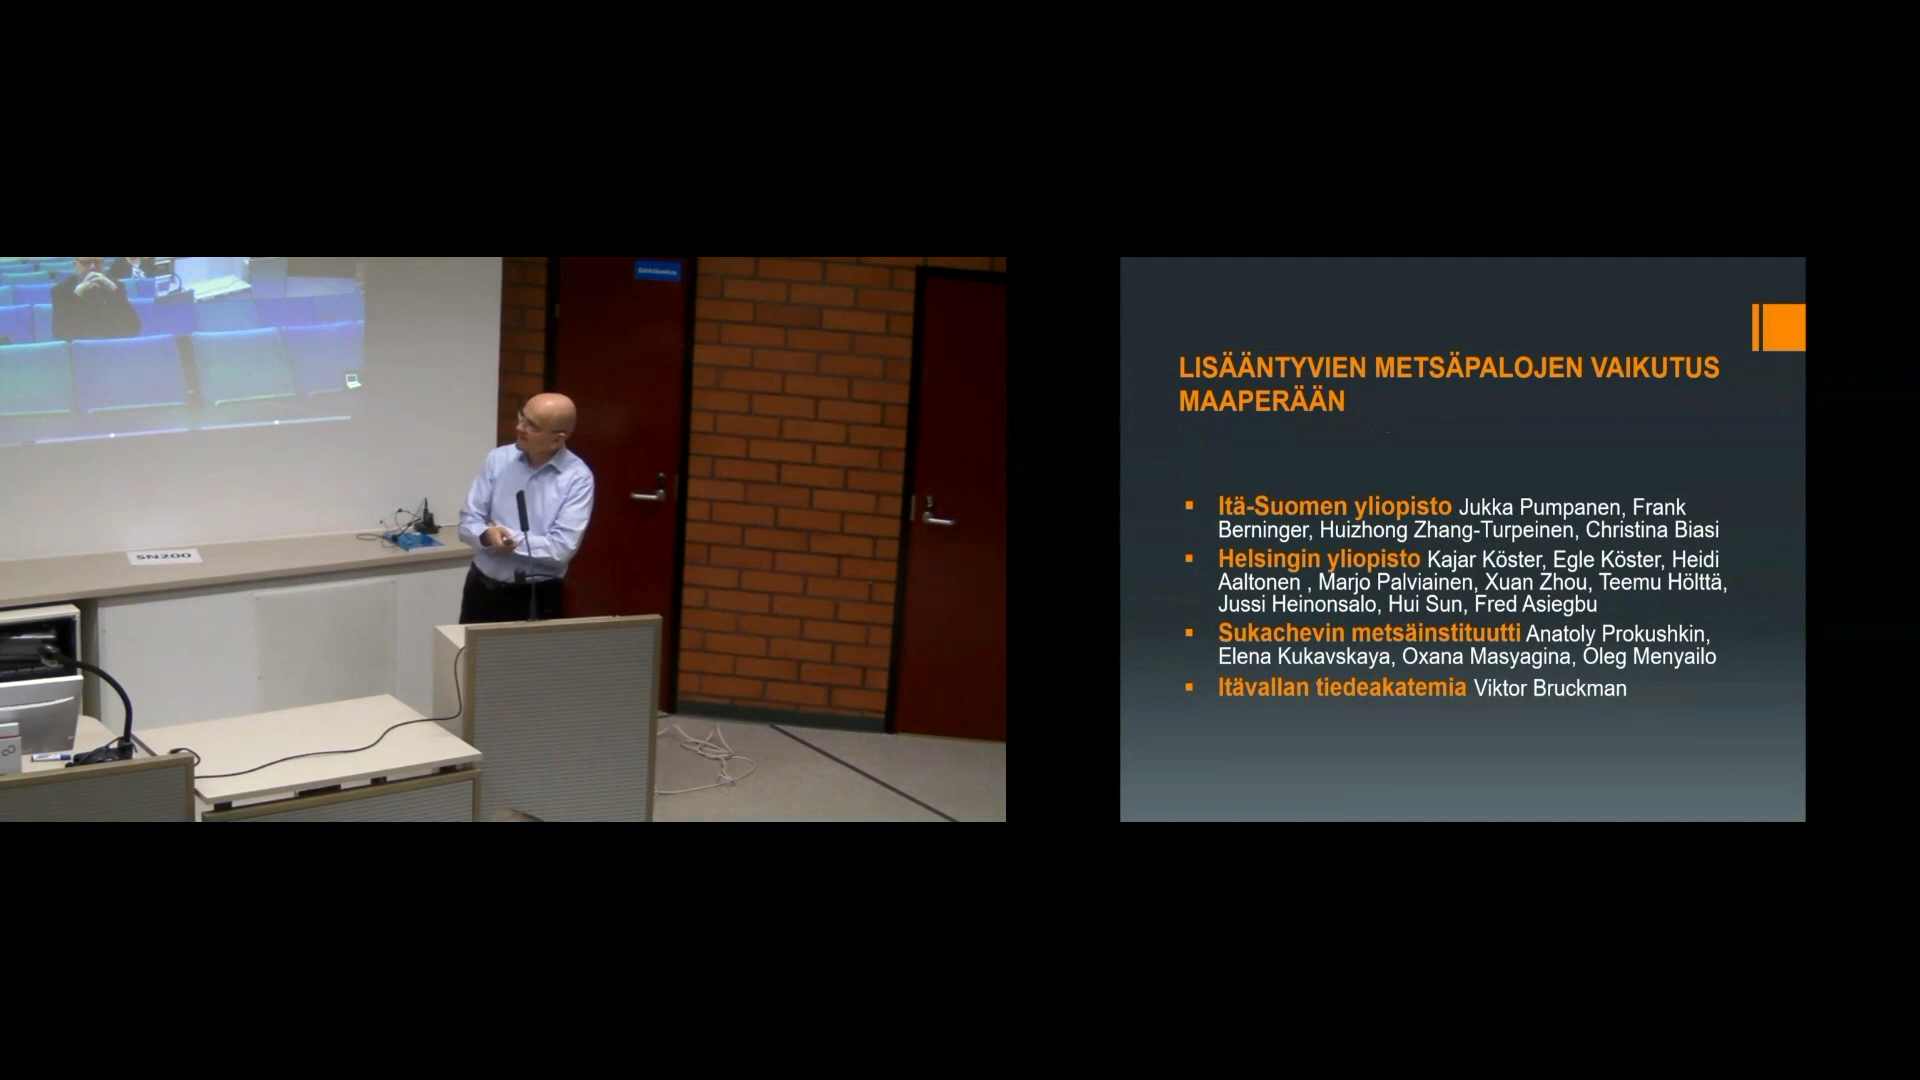 Sähkökeskus
SN200
LISÄÄNTYVIEN METSÄPALOJEN VAIKUTUS
MAAPERÄÄN
▪ Itä-Suomen yliopisto Jukka Pumpanen, Frank
Berninger, Huizhong Zhang-Turpeinen, Christina Biasi
▪ Helsingin yliopisto Kajar Köster, Egle Köster, Heidi
Aaltonen , Marjo Palviainen, Xuan Zhou, Teemu Hölttä,
Jussi Heinonsalo, Hui Sun, Fred Asiegbu
▪ Sukachevin metsäinstituutti Anatoly Prokushkin,
Elena Kukavskaya, Oxana Masyagina, Oleg Menyailo
▪ Itävallan tiedeakatemia Viktor Bruckman